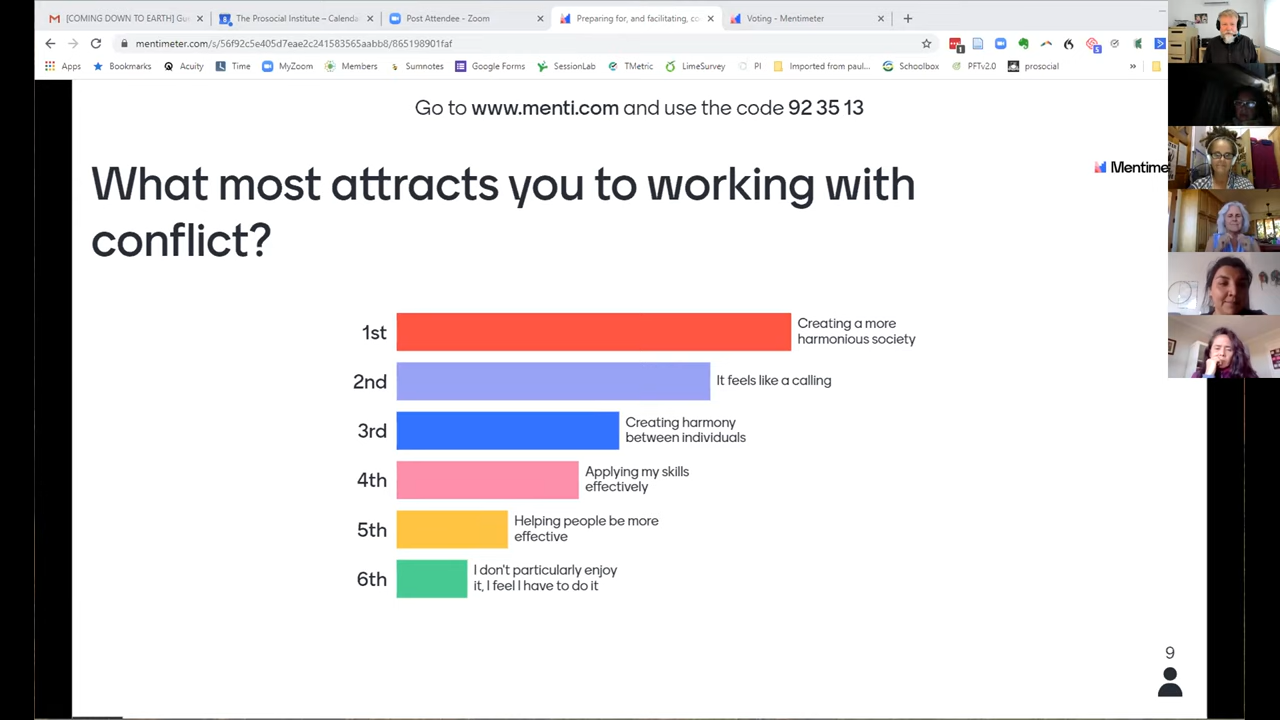 [COMING DOWN TO EARTH] Gu
The Prosocial Institute – Calenda
Post Attendee - Zoom
Preparing for, and facilitating, co
Voting - Mentimeter
mentimeter.com/s/56f92c5e405d7eae2c241583565aabb8/865198901faf
Apps
Bookmarks
Acuity
Time
MyZoom
Members
Sumnotes
Google Forms
SessionLab
TMetric
LimeSurvey
PI
Imported from paul...
Schoolbox
PFTv2.0
prosocial
»
Go to www.menti.com and use the code 92 35 13
What most attracts you to working with
conflict?
Mentime
1st
Creating a more
harmonious society
2nd
It feels like a calling
3rd
Creating harmony
between individuals
4th
Applying my skills
effectively
5th
Helping people be more
effective
6th
I don't particularly enjoy
it, I feel I have to do it
9